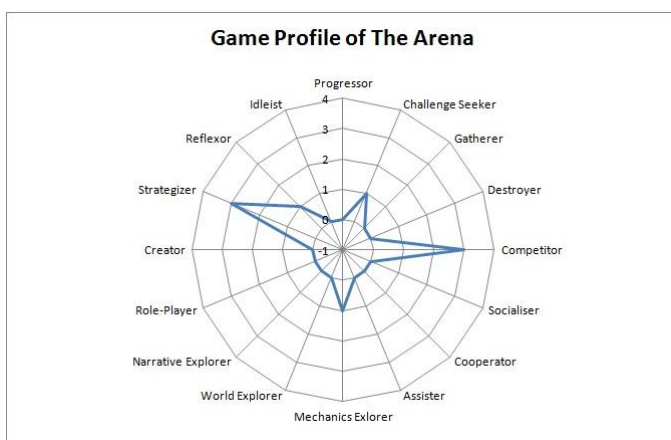 Game Profile of The Arena
Progressor
Idleist
Challenge Seeker
4
Reflexor
3
Gatherer
2
Strategizer
1
Destroyer
0
Creator
-1
Competitor
Role-Player
Socialiser
Narrative Explorer
Cooperator
World Explorer
Assister
Mechanics Exlorer